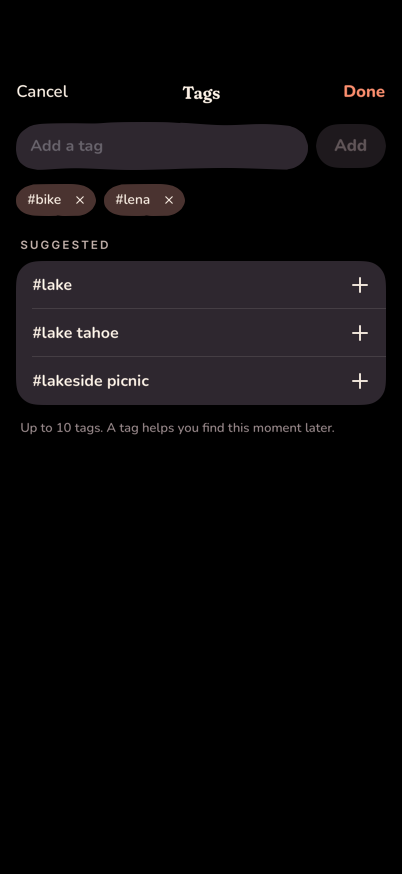 Cancel Tags Done
Add a tag Add
#bike × #lena ×
SUGGESTED
#lake
#lake tahoe
#lakeside picnic
Up to 10 tags. A tag helps you find this moment later.